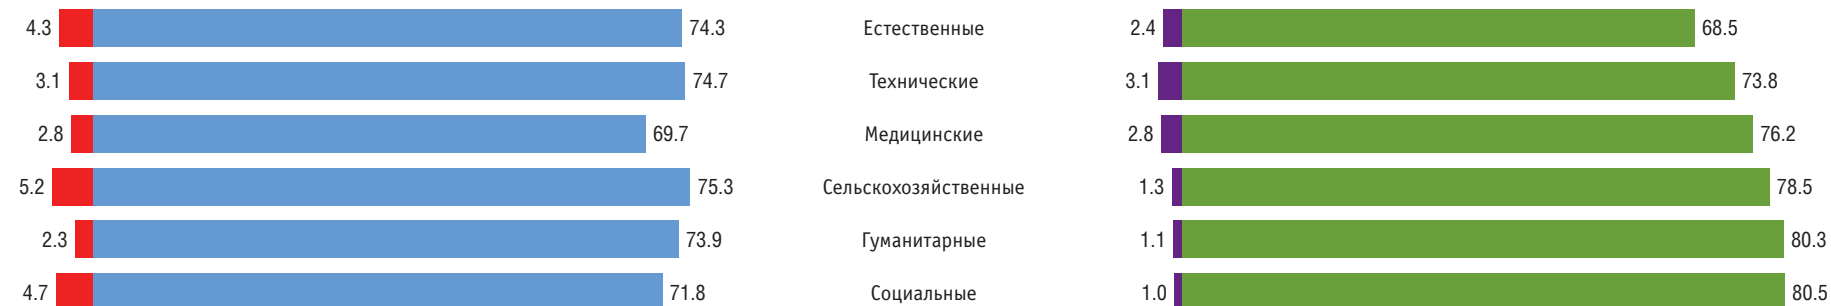 4.3 74.3 Естественные 2.4 68.5
3.1 74.7 Технические 3.1 73.8
2.8 69.7 Медицинские 2.8 76.2
5.2 75.3 Сельскохозяйственные 1.3 78.5
2.3 73.9 Гуманитарные 1.1 80.3
4.7 71.8 Социальные 1.0 80.5